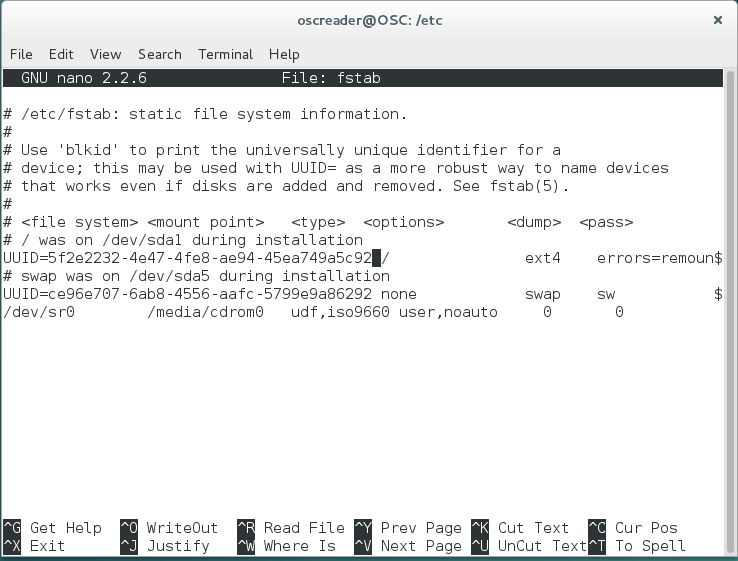 oscreader@OSC: /etc ×
File Edit View Search Terminal Help
GNU nano 2.2.6 File: fstab
# /etc/fstab: static file system information.
#
# Use 'blkid' to print the universally unique identifier for a
# device; this may be used with UUID= as a more robust way to name devices
# that works even if disks are added and removed. See fstab(5).
#
# <file system> <mount point> <type> <options> <dump> <pass>
# / was on /dev/sda1 during installation
UUID=5f2e2232-4e47-4fe8-ae94-45ea749a5c92 / ext4 errors=remoun$
# swap was on /dev/sda5 during installation
UUID=ce96e707-6ab8-4556-aafc-5799e9a86292 none swap sw $
/dev/sr0 /media/cdrom0 udf,iso9660 user,noauto 0 0
^G Get Help ^O WriteOut ^R Read File ^Y Prev Page ^K Cut Text ^C Cur Pos
^X Exit ^J Justify ^W Where Is ^V Next Page ^U UnCut Text ^T To Spell